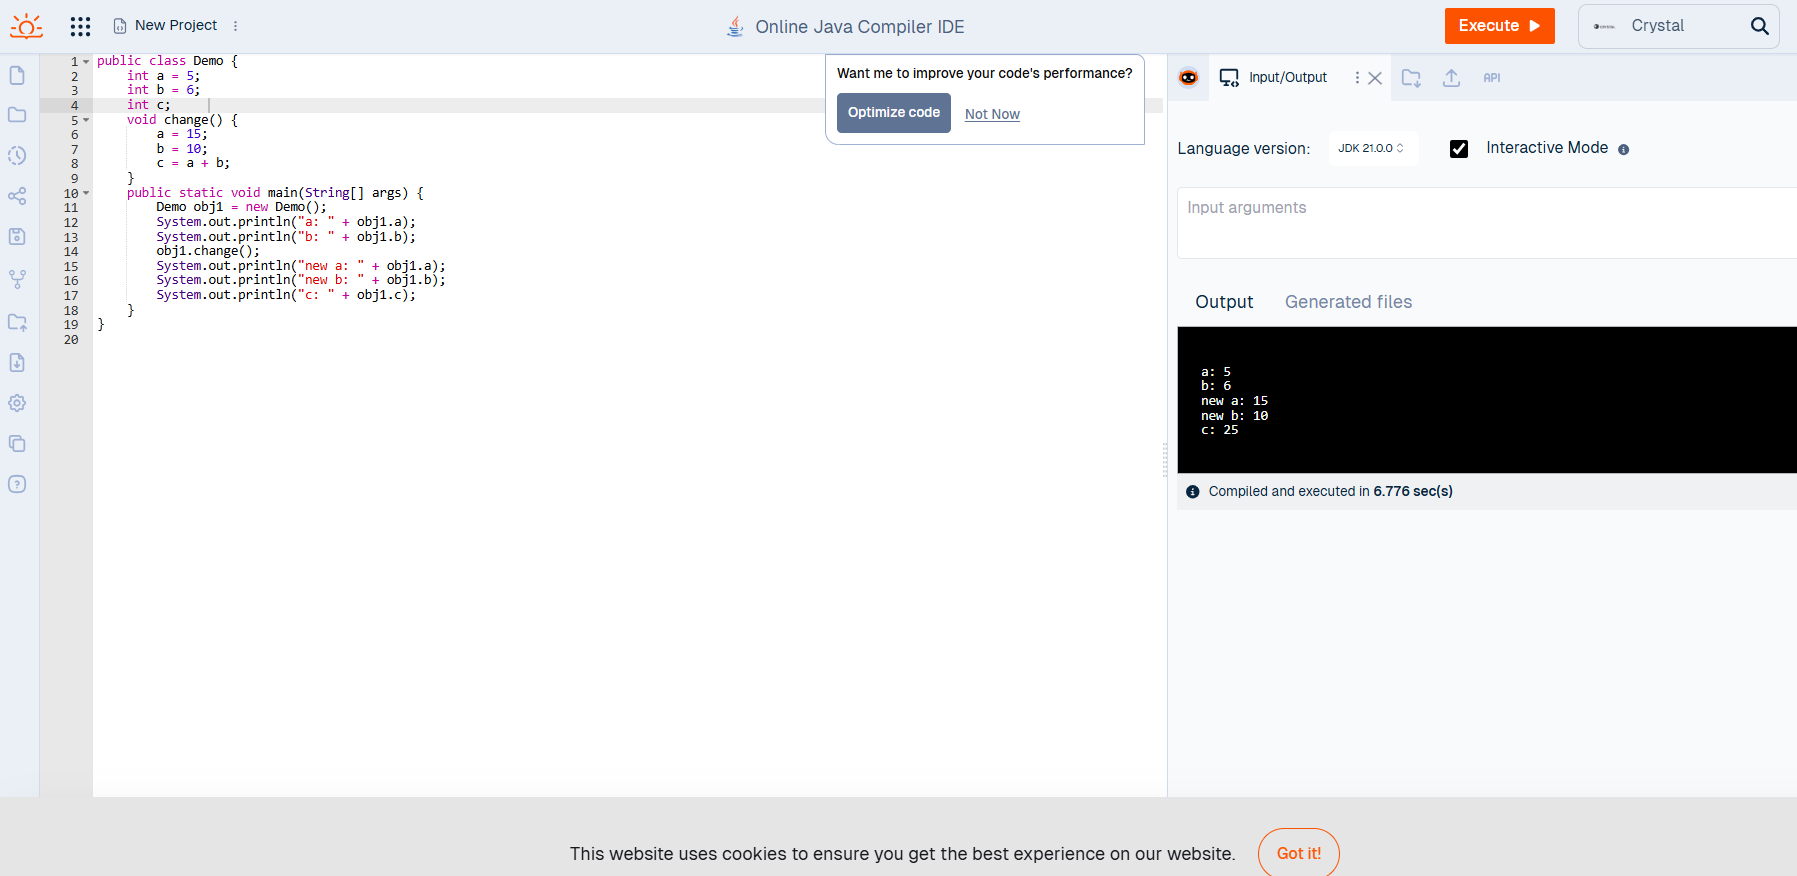 New Project
Online Java Compiler IDE
Execute
Crystal
1 public class Demo {
2     int a = 5;
3     int b = 6;
4     int c;
5     void change() {
6         a = 15;
7         b = 10;
8         c = a + b;
9     }
10     public static void main(String[] args) {
11         Demo obj1 = new Demo();
12         System.out.println("a: " + obj1.a);
13         System.out.println("b: " + obj1.b);
14         obj1.change();
15         System.out.println("new a: " + obj1.a);
16         System.out.println("new b: " + obj1.b);
17         System.out.println("c: " + obj1.c);
18     }
19 }
20
Want me to improve your code's performance?
Optimize code Not Now
Input/Output
API
Language version: JDK 21.0.0 Interactive Mode
Input arguments
Output Generated files
a: 5
b: 6
new a: 15
new b: 10
c: 25
Compiled and executed in 6.776 sec(s)
This website uses cookies to ensure you get the best experience on our website. Got it!